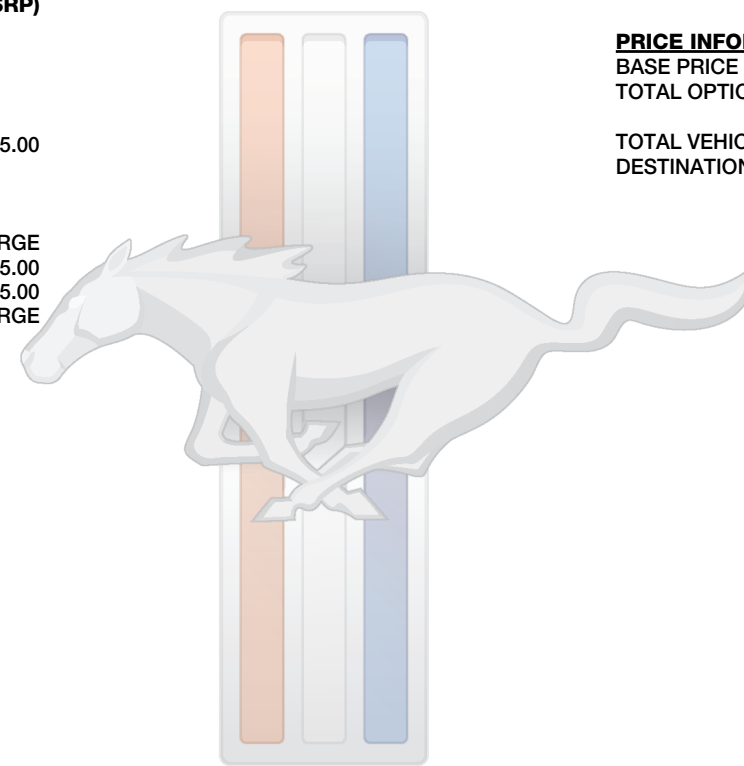 SRP)
5.00
RGE
5.00
5.00
RGE
PRICE INFO
BASE PRICE
TOTAL OPTIO
TOTAL VEHIC
DESTINATION